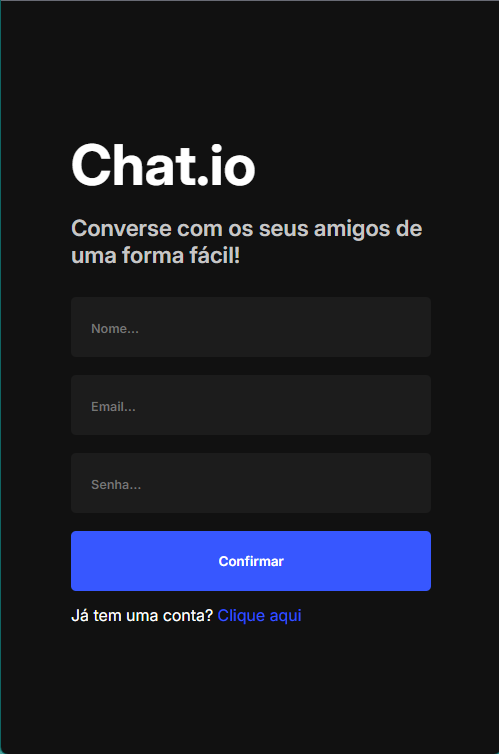 Chat.io
Converse com os seus amigos de
uma forma fácil!
Nome...
Email...
Senha...
Confirmar
Já tem uma conta? Clique aqui